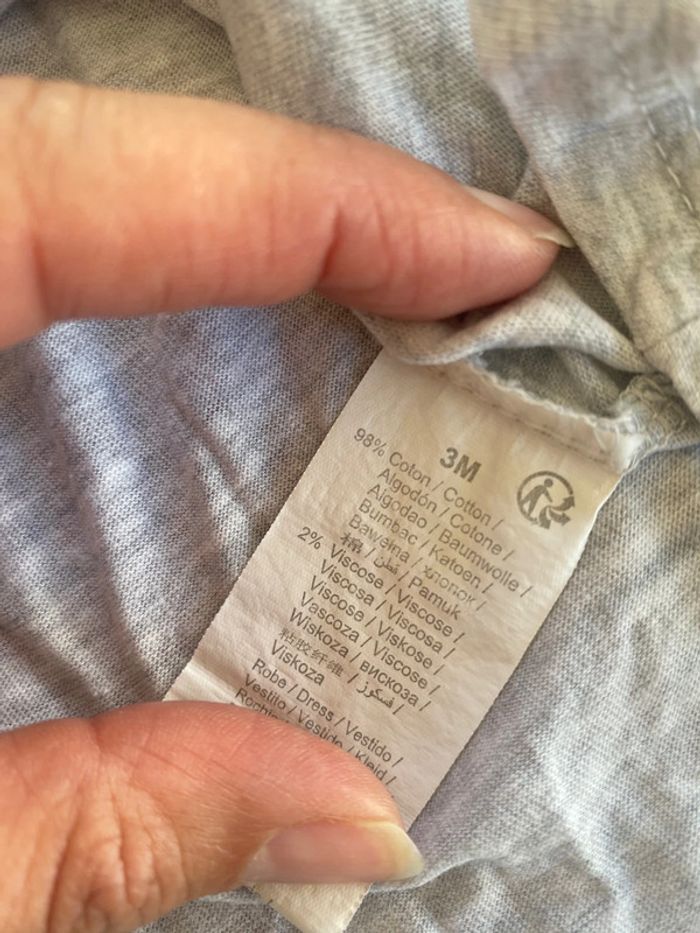 3M
98% Coton / Cotton /
Algodón / Cotone /
Algodao / Baumwolle /
Bumbac / Katoen /
Bawełna / хлопок /
棉 / قطن / Pamuk
2% Viscose / Viscose /
Viscosa / Viscosa /
Viscose / Viskose /
Vascoza / Viscose /
Wiskoza / вискоза /
粘胶纤维 / فسكوز /
Viskoza
Robe / Dress / Vestido /
Vestito / Vestido / Kleid /